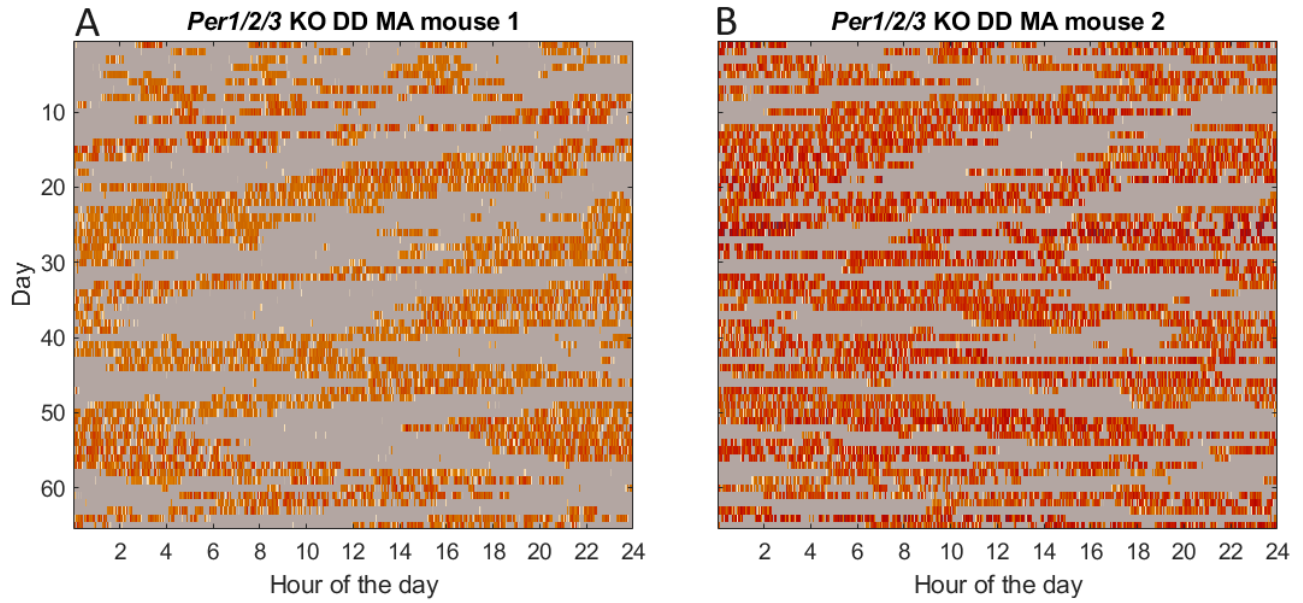 A
Per1/2/3 KO DD MA mouse 1
Day
10
20
30
40
50
60
2 4 6 8 10 12 14 16 18 20 22 24
Hour of the day
B
Per1/2/3 KO DD MA mouse 2
2 4 6 8 10 12 14 16 18 20 22 24
Hour of the day